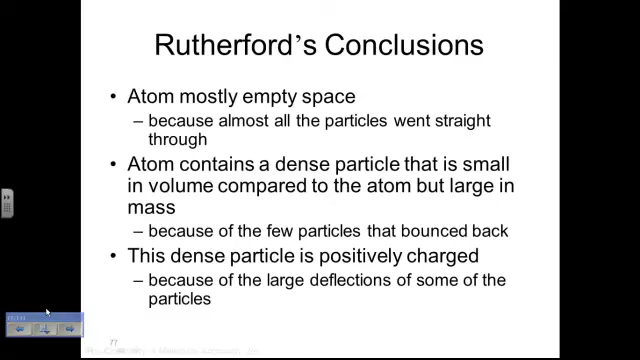 Rutherford's Conclusions
• Atom mostly empty space
– because almost all the particles went straight
through
• Atom contains a dense particle that is small
in volume compared to the atom but large in
mass
– because of the few particles that bounced back
• This dense particle is positively charged
– because of the large deflections of some of the
particles
77